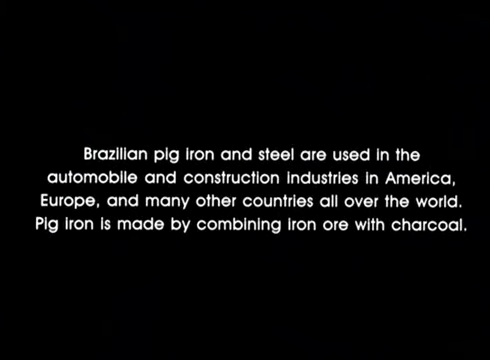 Brazilian pig iron and steel are used in the
automobile and construction industries in America,
Europe, and many other countries all over the world.
Pig iron is made by combining iron ore with charcoal.